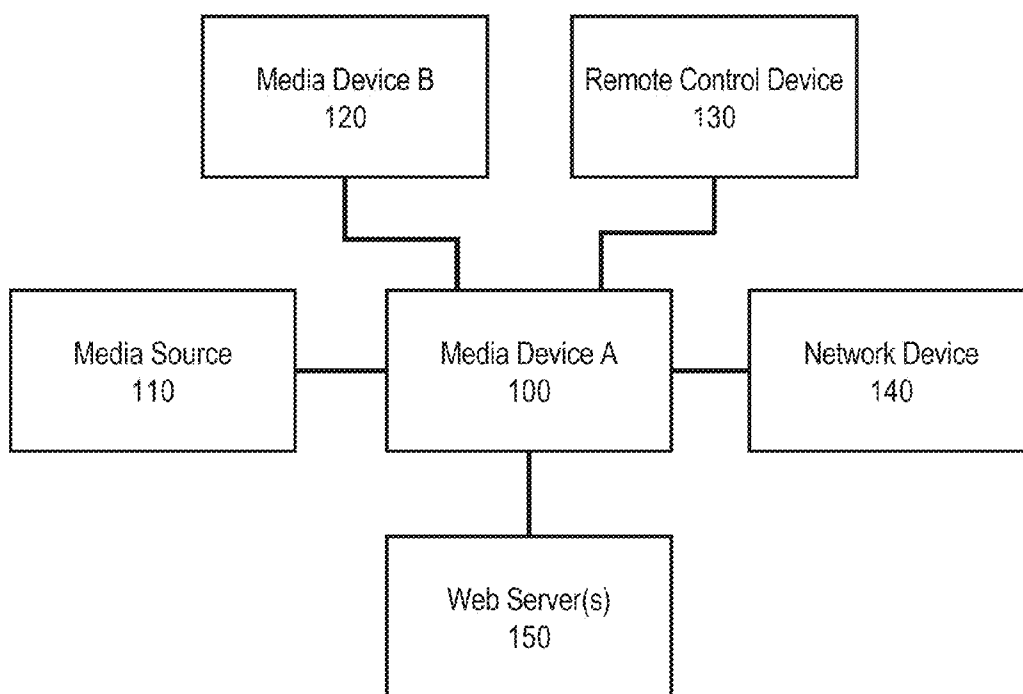 Media Device B
120
Remote Control Device
130
Media Source
110
Media Device A
100
Network Device
140
Web Server(s)
150